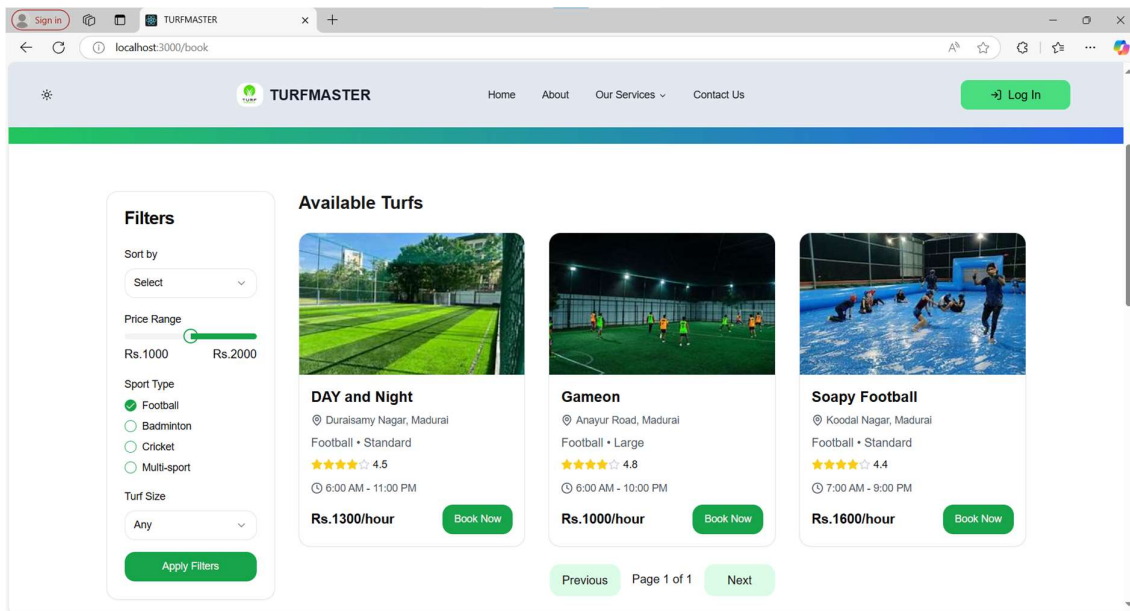 Sign in
TURFMASTER
localhost:3000/book
TURF
TURFMASTER
Home
About
Our Services
Contact Us
Log In
Filters
Sort by
Select
Price Range
Rs.1000 Rs.2000
Sport Type
Football
Badminton
Cricket
Multi-sport
Turf Size
Any
Apply Filters
Available Turfs
DAY and Night
Duraisamy Nagar, Madurai
Football • Standard
4.5
6:00 AM - 11:00 PM
Rs.1300/hour
Book Now
Gameon
Anayur Road, Madurai
Football • Large
4.8
6:00 AM - 10:00 PM
Rs.1000/hour
Book Now
Soapy Football
Koodal Nagar, Madurai
Football • Standard
4.4
7:00 AM - 9:00 PM
Rs.1600/hour
Book Now
Previous
Page 1 of 1
Next